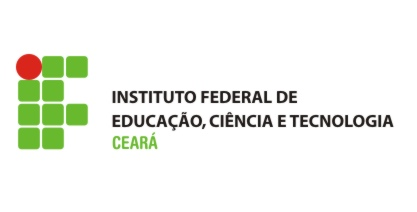 INSTITUTO FEDERAL DE
EDUCAÇÃO, CIÊNCIA E TECNOLOGIA
CEARÁ